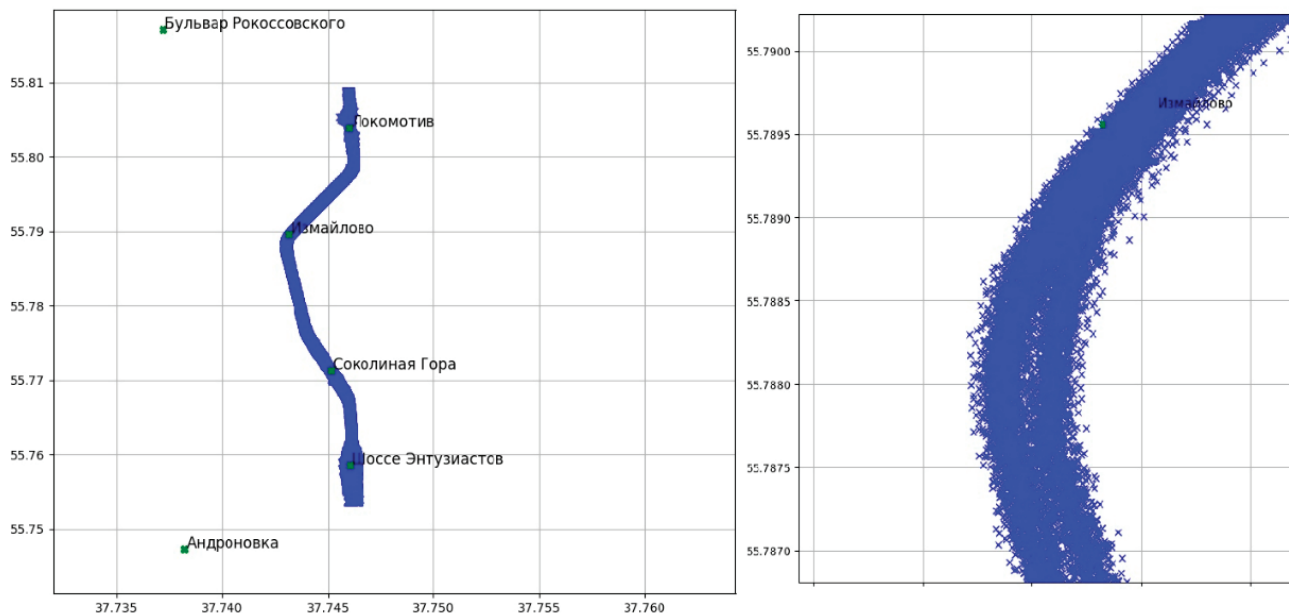 Бульвар Рокоссовского
55.81
Локомотив
55.80
Измайлово
55.79
55.78
Соколиная Гора
55.77
55.76
Шоссе Энтузиастов
55.75
Андроновка
37.735 37.740 37.745 37.750 37.755 37.760
55.7900
Измайлово
55.7895
55.7890
55.7885
55.7880
55.7875
55.7870